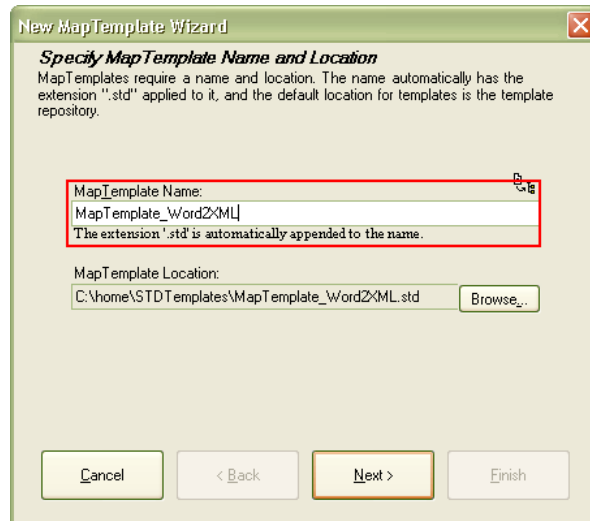 New MapTemplate Wizard
Specify MapTemplate Name and Location
MapTemplates require a name and location. The name automatically has the
extension ".std" applied to it, and the default location for templates is the template
repository.
MapTemplate Name:
MapTemplate_Word2XML
The extension '.std' is automatically appended to the name.
MapTemplate Location:
C:\home\STDTemplates\MapTemplate_Word2XML.std
Browse...
Cancel
< Back
Next >
Finish